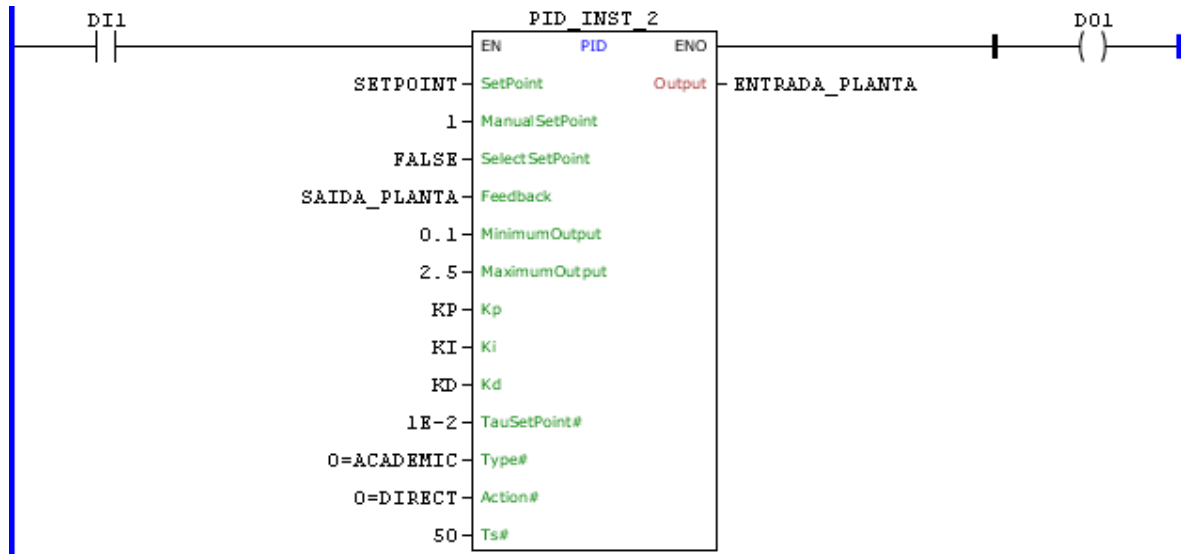 DI1 PID_INST_2 DO1
EN PID ENO
SETPOINT SetPoint Output ENTRADA_PLANTA
1 ManualSetPoint
FALSE SelectSetPoint
SAIDA_PLANTA Feedback
0.1 MinimumOutput
2.5 MaximumOutput
KP Kp
KI Ki
KD Kd
1E-2 TauSetPoint#
0=ACADEMIC Type#
0=DIRECT Action#
50 Ts#